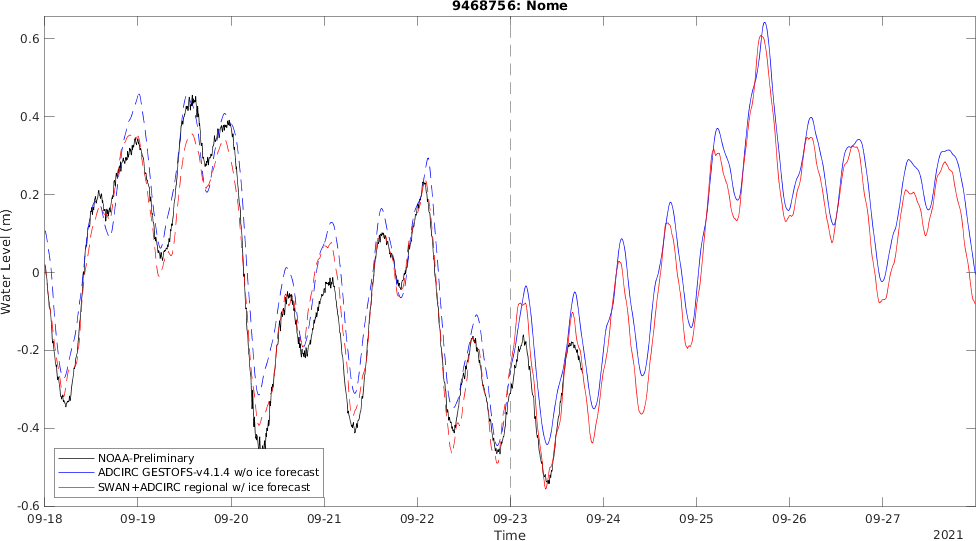 9468756: Nome
0.6
0.4
0.2
0
-0.2
-0.4
-0.6
Water Level (m)
NOAA-Preliminary
ADCIRC GESTOFS-v4.1.4 w/o ice forecast
SWAN+ADCIRC regional w/ ice forecast
09-18 09-19 09-20 09-21 09-22 09-23 09-24 09-25 09-26 09-27
Time
2021